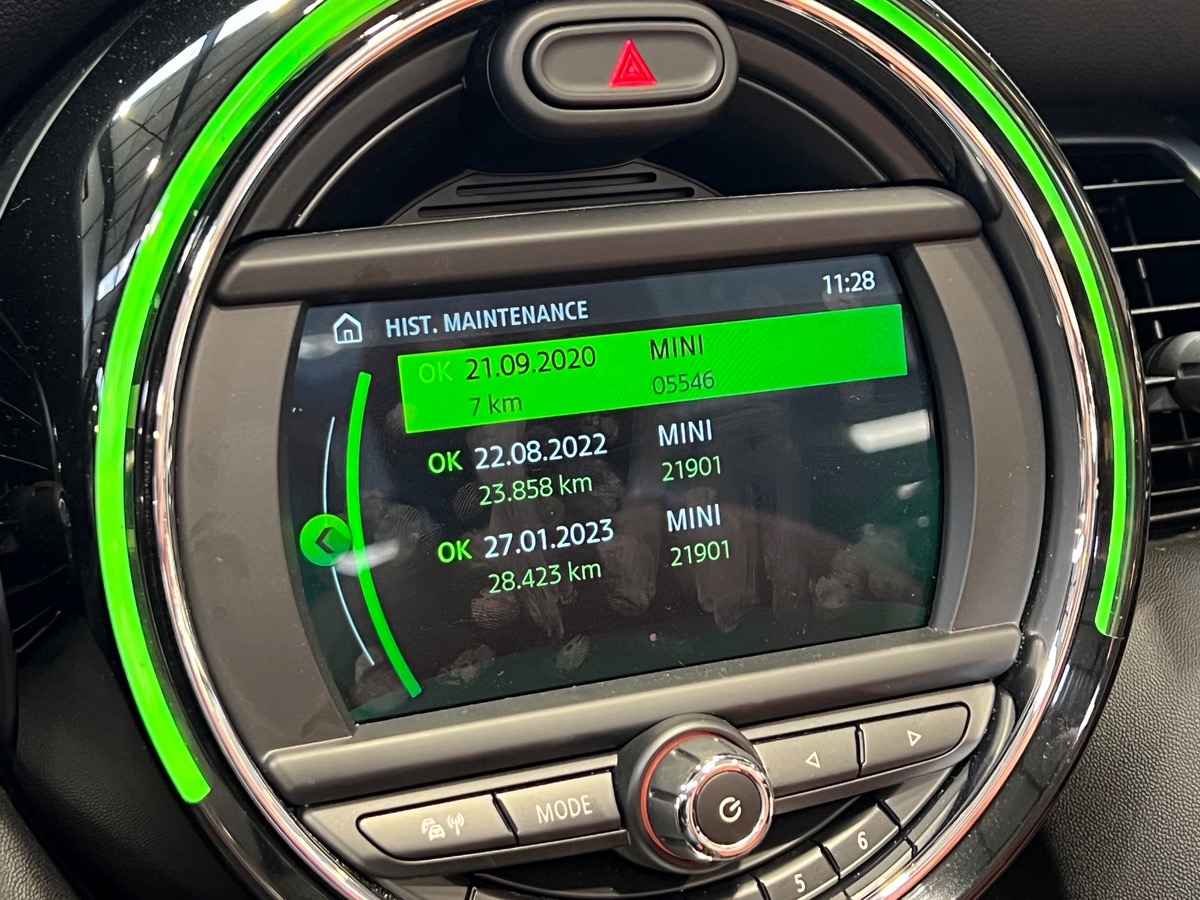 11:28
HIST. MAINTENANCE
OK 21.09.2020 MINI
7 km 05546
OK 22.08.2022 MINI
23.858 km 21901
OK 27.01.2023 MINI
28.423 km 21901
MODE
5
6